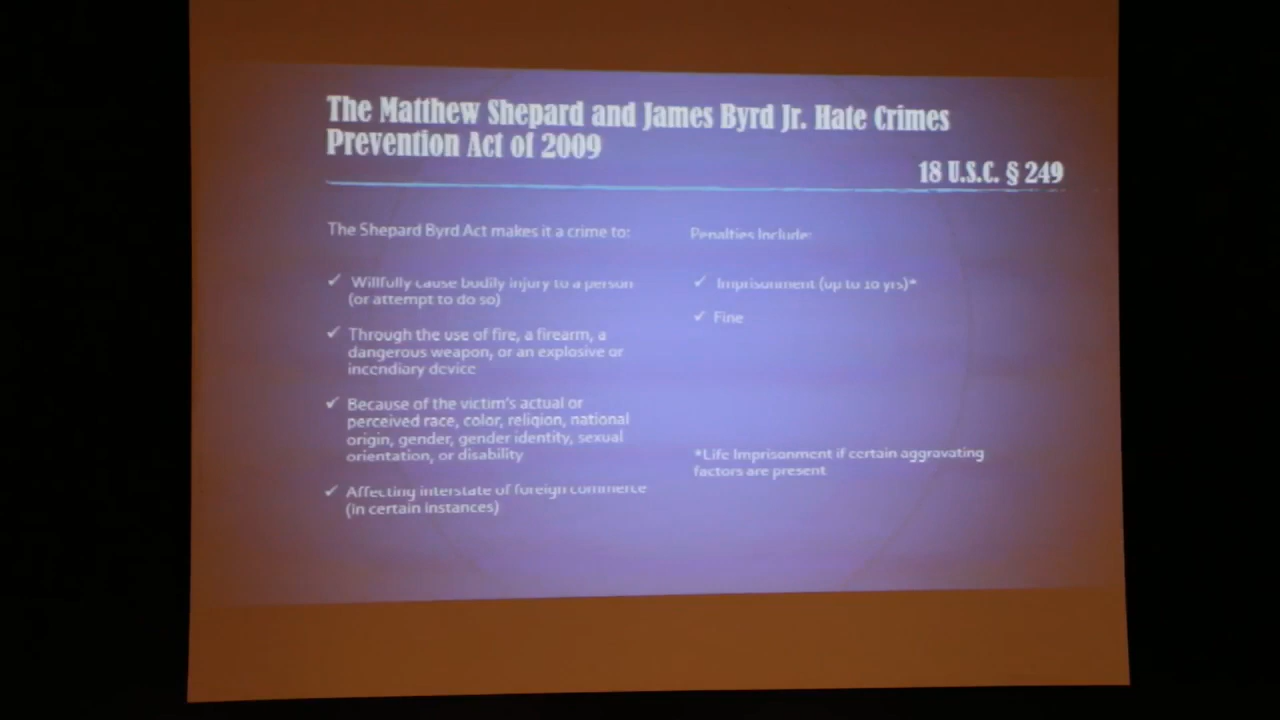 The Matthew Shepard and James Byrd Jr. Hate Crimes
Prevention Act of 2009
18 U.S.C. § 249
The Shepard Byrd Act makes it a crime to:
✓ Willfully cause bodily injury to a person
(or attempt to do so)
✓ Through the use of fire, a firearm, a
dangerous weapon, or an explosive or
incendiary device
✓ Because of the victim's actual or
perceived race, color, religion, national
origin, gender, gender identity, sexual
orientation, or disability
✓ Affecting interstate of foreign commerce
(in certain instances)
Penalties Include:
✓ Imprisonment (up to 10 yrs)*
✓ Fine
*Life Imprisonment if certain aggravating
factors are present